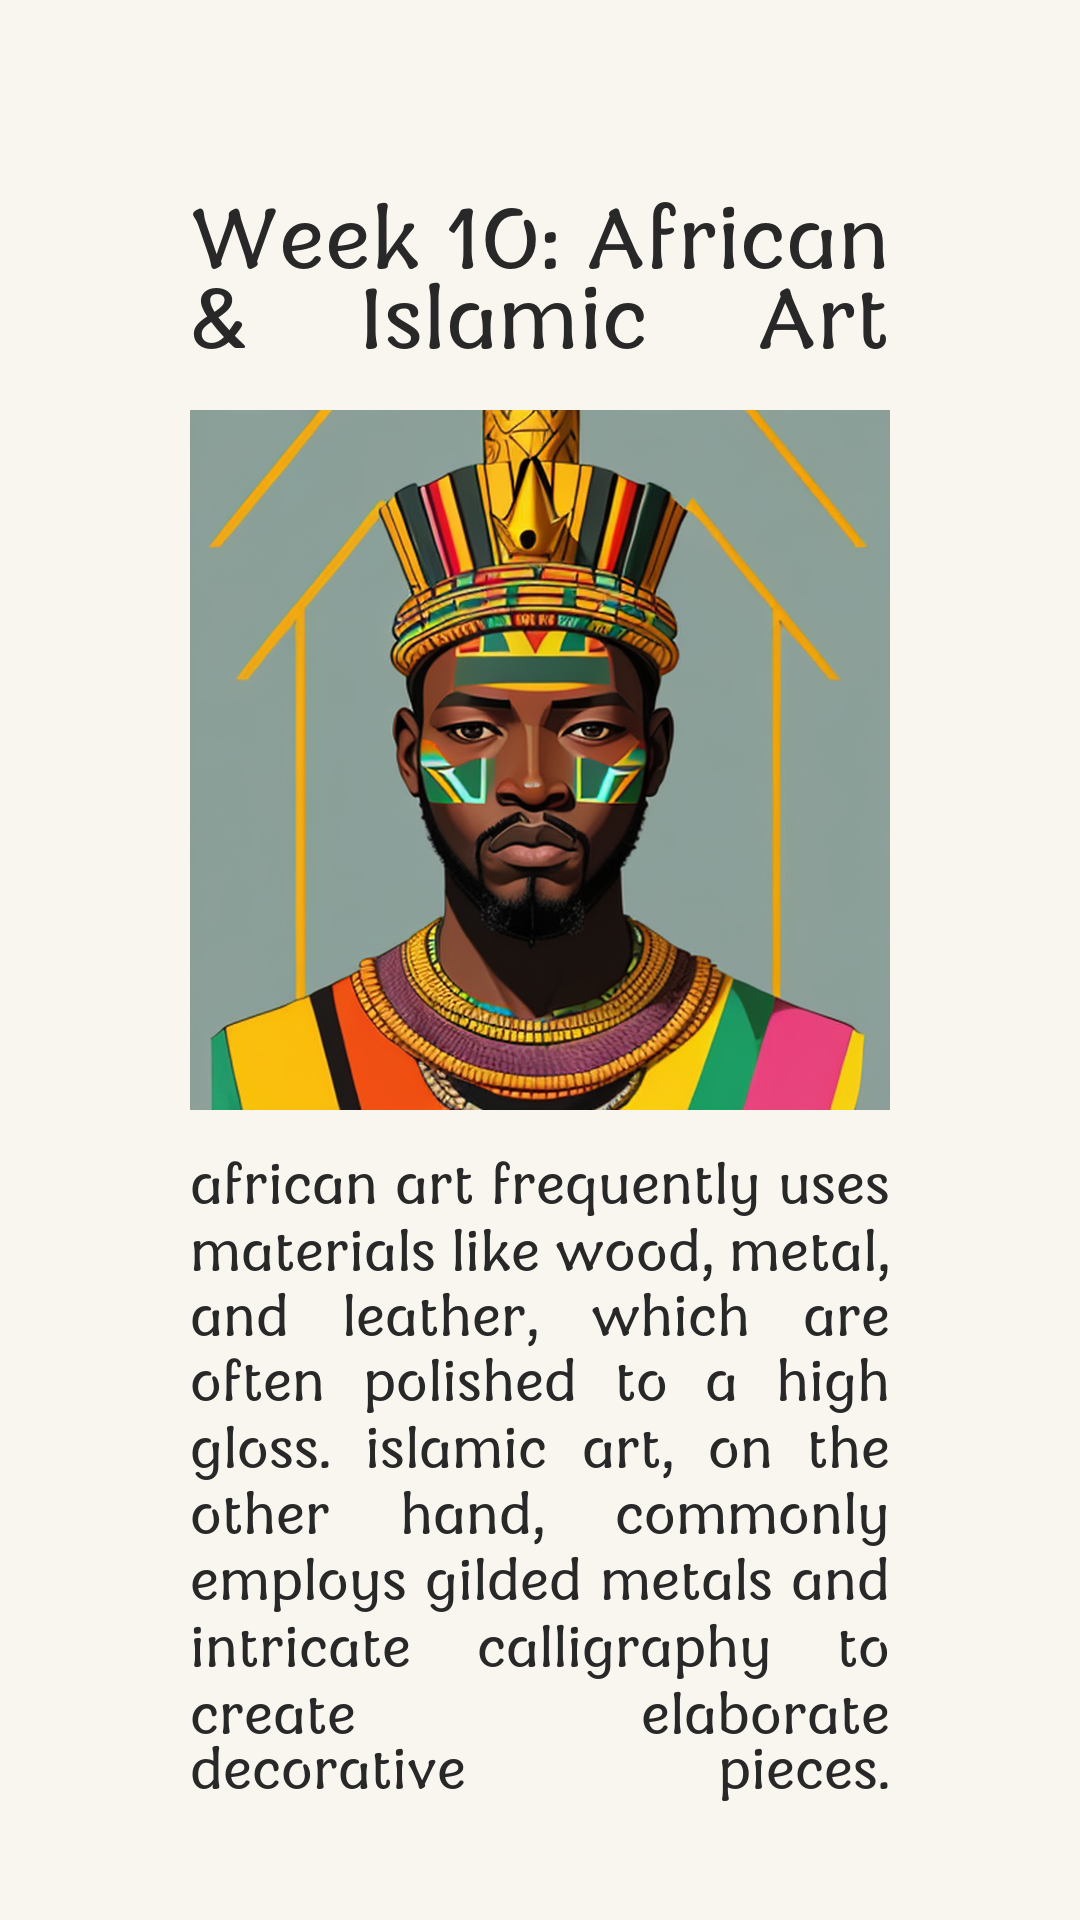 Week 10: African
& Islamic Art
african art frequently uses
materials like wood, metal,
and leather, which are
often polished to a high
gloss. islamic art, on the
other hand, commonly
employs gilded metals and
intricate calligraphy to
create elaborate
decorative pieces.